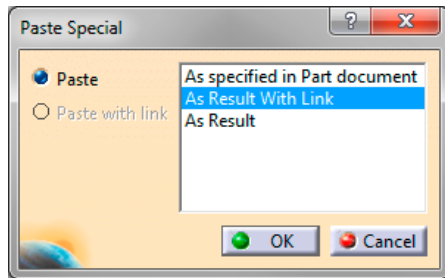 Paste Special
?
X
Paste
Paste with link
As specified in Part document
As Result With Link
As Result
OK
Cancel